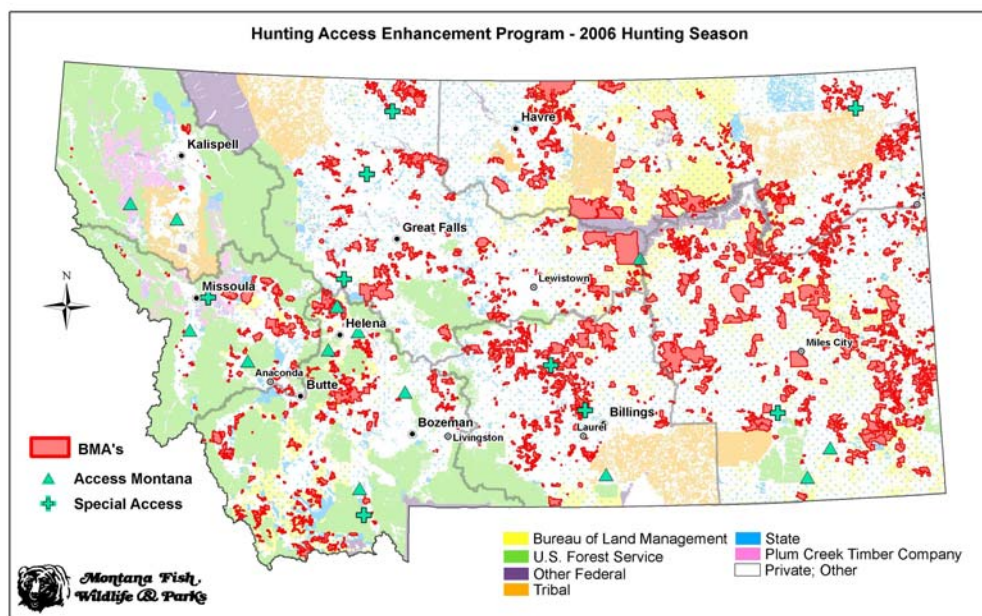 Hunting Access Enhancement Program - 2006 Hunting Season
Havre
Kalispell
Great Falls
Lewistown
N
Missoula
Helena
Miles City
Anaconda
Butte
Billings
Bozeman
Laurel
Livingston
BMA's
Access Montana
Special Access
Bureau of Land Management
U.S. Forest Service
Other Federal
Tribal
State
Plum Creek Timber Company
Private; Other
Montana Fish,
Wildlife & Parks